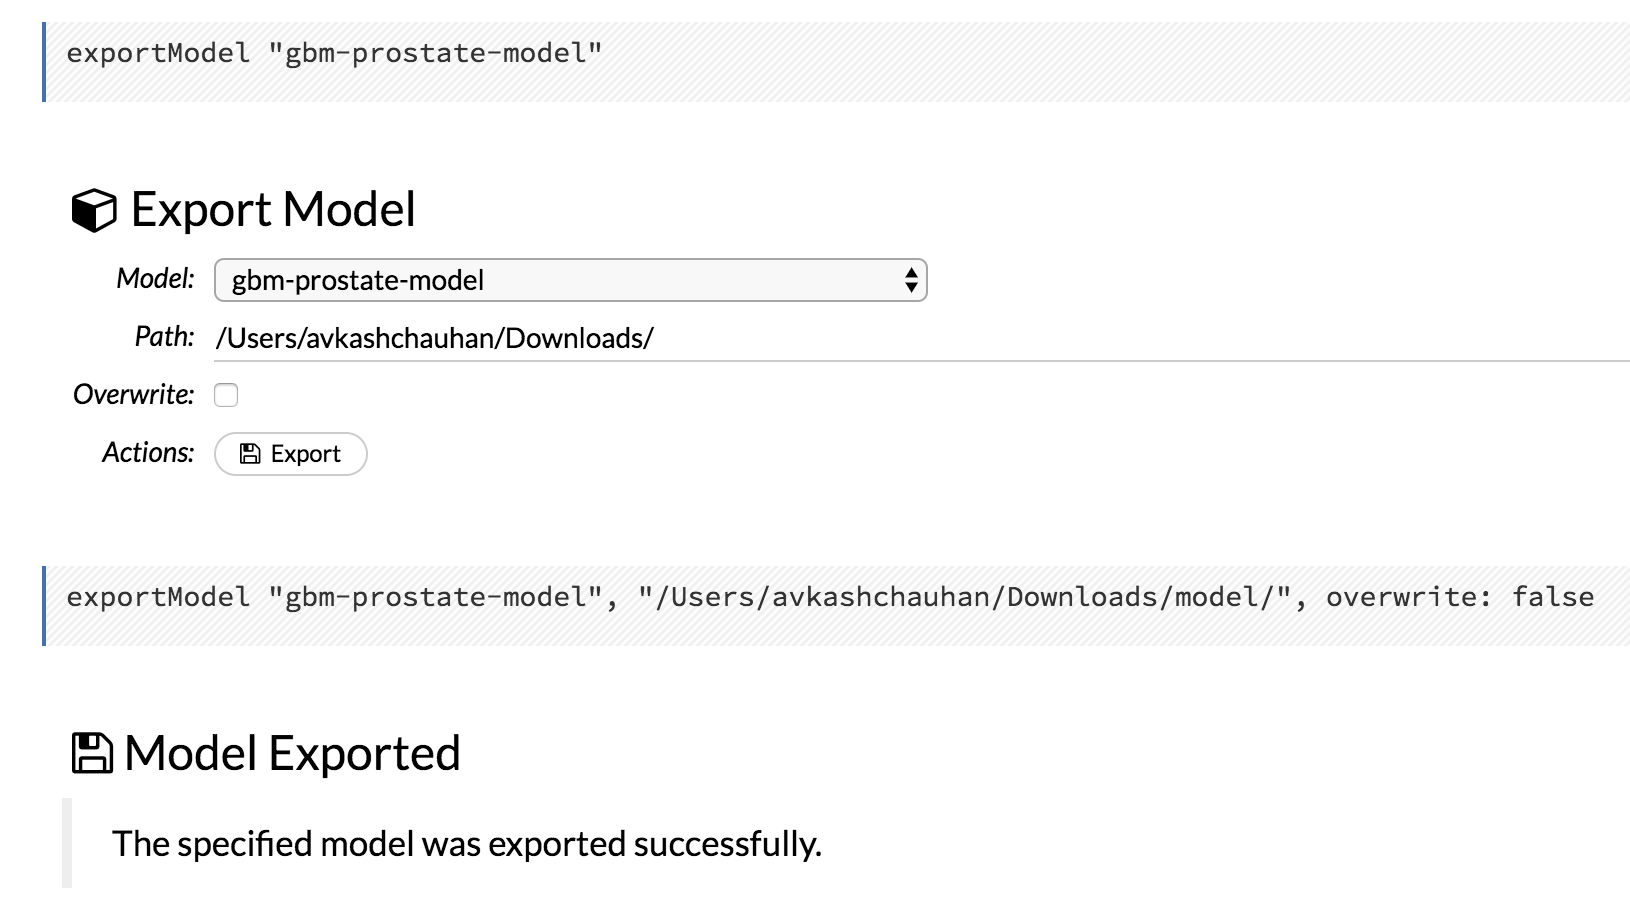 exportModel "gbm-prostate-model"
Export Model
Model: gbm-prostate-model
Path: /Users/avkashchauhan/Downloads/
Overwrite:
Actions: Export
exportModel "gbm-prostate-model", "/Users/avkashchauhan/Downloads/model/", overwrite: false
Model Exported
The specified model was exported successfully.